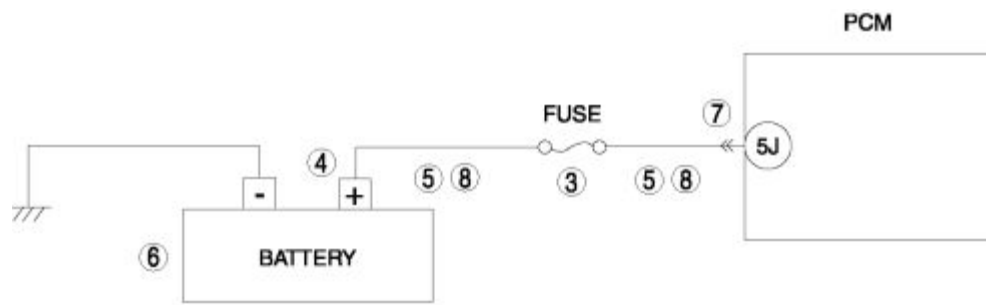 PCM
FUSE
⑦
5J
④
⑤ ⑧
③
⑤ ⑧
-
+
⑥
BATTERY